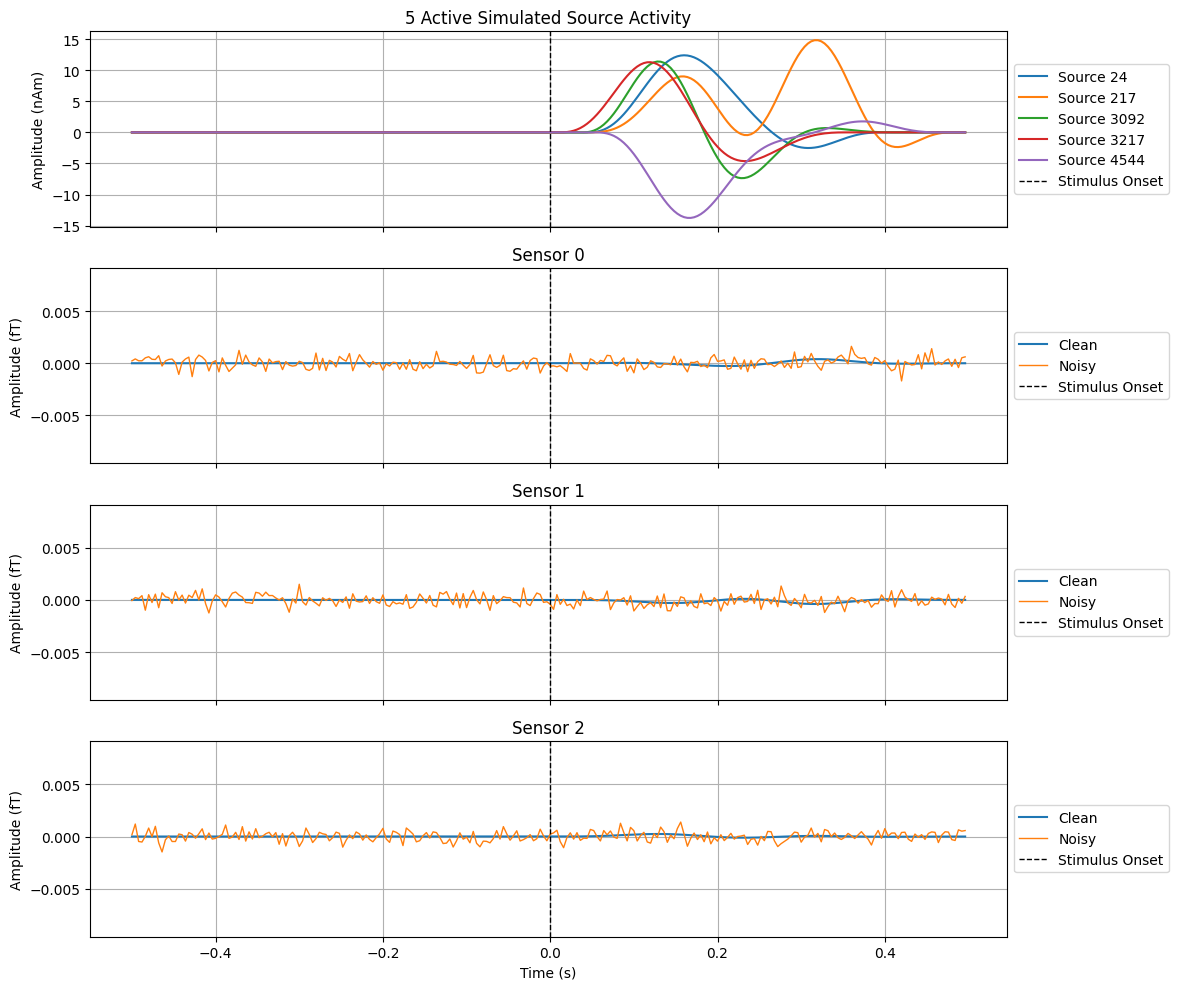 5 Active Simulated Source Activity
Amplitude (nAm)
15
10
5
0
−5
−10
−15
Source 24
Source 217
Source 3092
Source 3217
Source 4544
Stimulus Onset
Sensor 0
Amplitude (fT)
0.005
0.000
−0.005
Clean
Noisy
Stimulus Onset
Sensor 1
Amplitude (fT)
0.005
0.000
−0.005
Clean
Noisy
Stimulus Onset
Sensor 2
Amplitude (fT)
0.005
0.000
−0.005
Clean
Noisy
Stimulus Onset
−0.4 −0.2 0.0 0.2 0.4
Time (s)